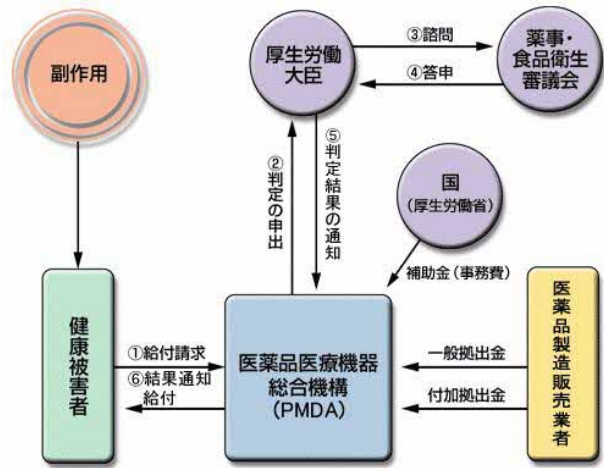 副作用
厚生労働
大臣
③諮問
④答申
薬事・
食品衛生
審議会
②判定の申出
⑤判定結果の通知
国
(厚生労働省)
補助金(事務費)
健康被害者
①給付請求
⑥結果通知
給付
医薬品医療機器
総合機構
(PMDA)
一般拠出金
付加拠出金
医薬品製造販売業者